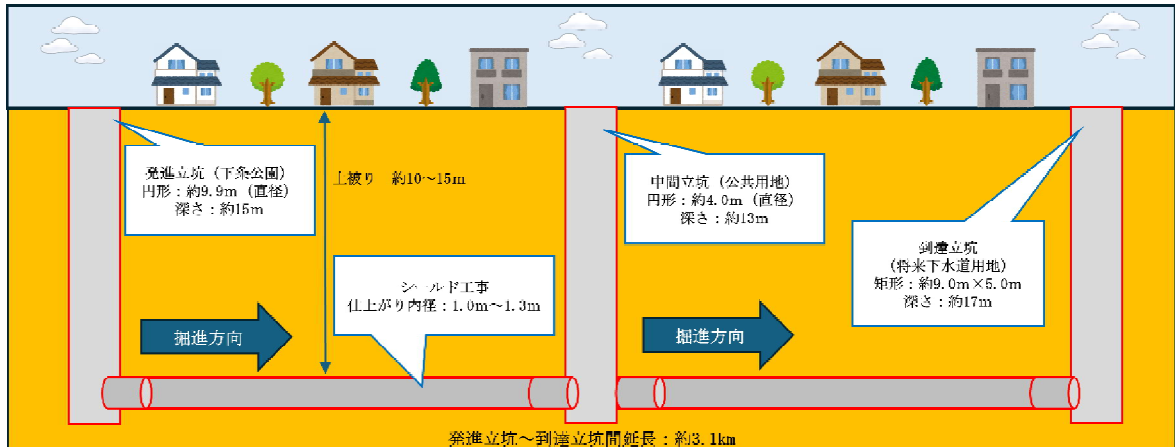 発進立坑（下条公園）
円形：約9.9m（直径）
深さ：約15m
土被り　約10～15m
シールド工事
仕上がり内径：1.0m～1.3m
掘進方向
中間立坑（公共用地）
円形：約4.0m（直径）
深さ：約13m
到達立坑
（将来下水道用地）
矩形：約9.0m×5.0m
深さ：約17m
掘進方向
発進立坑～到達立坑間延長：約3.1km